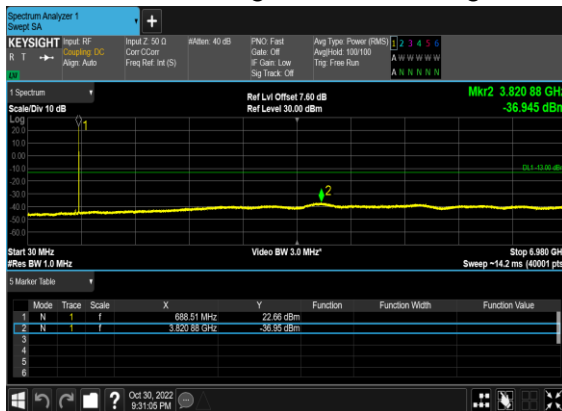 Spectrum Analyzer 1
Swept SA
KEYSIGHT Input: RF Input Z: 50 Ω #Atten: 40 dB PNO: Fast Avg Type: Power (RMS) 1 2 3 4 5 6
R T Coupling: DC Corr CCorr Gate: Off Avg|Hold: 100/100 A W W W W W
Align: Auto Freq Ref: Int (S) IF Gain: Low Trig: Free Run A N N N N N
LXI Sig Track: Off
1 Spectrum Ref Lvl Offset 7.60 dB Mkr2 3.820 88 GHz
Scale/Div 10 dB Ref Level 30.00 dBm -36.945 dBm
Log
20.0 1
10.0
0.00
-10.0 DL1 -13.00 dBm
-20.0
-30.0 2
-40.0
-50.0
-60.0
Start 30 MHz Video BW 3.0 MHz* Stop 6.980 GHz
#Res BW 1.0 MHz Sweep ~14.2 ms (40001 pts)
5 Marker Table
Mode Trace Scale X Y Function Function Width Function Value
1 N 1 f 688.51 MHz 22.66 dBm
2 N 1 f 3.820 88 GHz -36.95 dBm
3
4
5
6
? Oct 30, 2022
9:31:05 PM